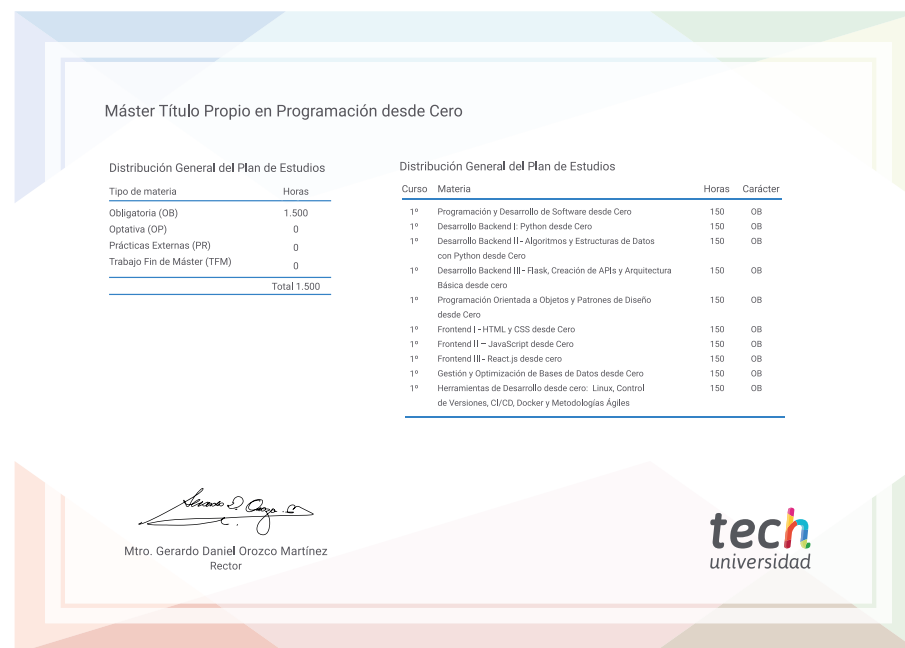 Máster Título Propio en Programación desde Cero
Distribución General del Plan de Estudios
Tipo de materia Horas
Obligatoria (OB) 1.500
Optativa (OP) 0
Prácticas Externas (PR) 0
Trabajo Fin de Máster (TFM) 0
Total 1.500
Distribución General del Plan de Estudios
Curso Materia Horas Carácter
1º Programación y Desarrollo de Software desde Cero 150 OB
1º Desarrollo Backend I: Python desde Cero 150 OB
1º Desarrollo Backend II - Algoritmos y Estructuras de Datos 150 OB
con Python desde Cero
1º Desarrollo Backend III - Flask, Creación de APIs y Arquitectura 150 OB
Básica desde cero
1º Programación Orientada a Objetos y Patrones de Diseño 150 OB
desde Cero
1º Frontend I - HTML y CSS desde Cero 150 OB
1º Frontend II – JavaScript desde Cero 150 OB
1º Frontend III - React.js desde cero 150 OB
1º Gestión y Optimización de Bases de Datos desde Cero 150 OB
1º Herramientas de Desarrollo desde cero: Linux, Control 150 OB
de Versiones, CI/CD, Docker y Metodologías Ágiles
Mtro. Gerardo Daniel Orozco Martínez
Rector
tech
universidad